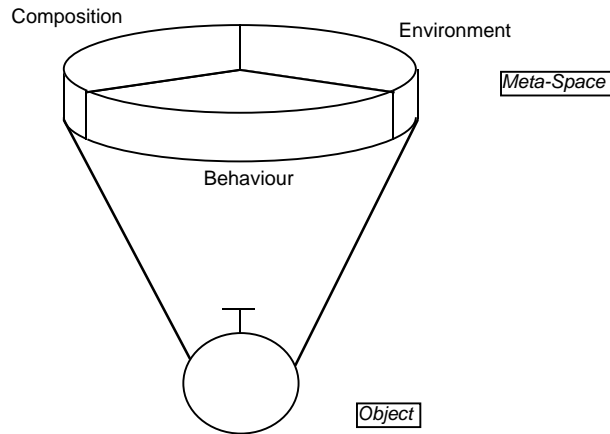 Composition
Environment
Meta-Space
Behaviour
Object